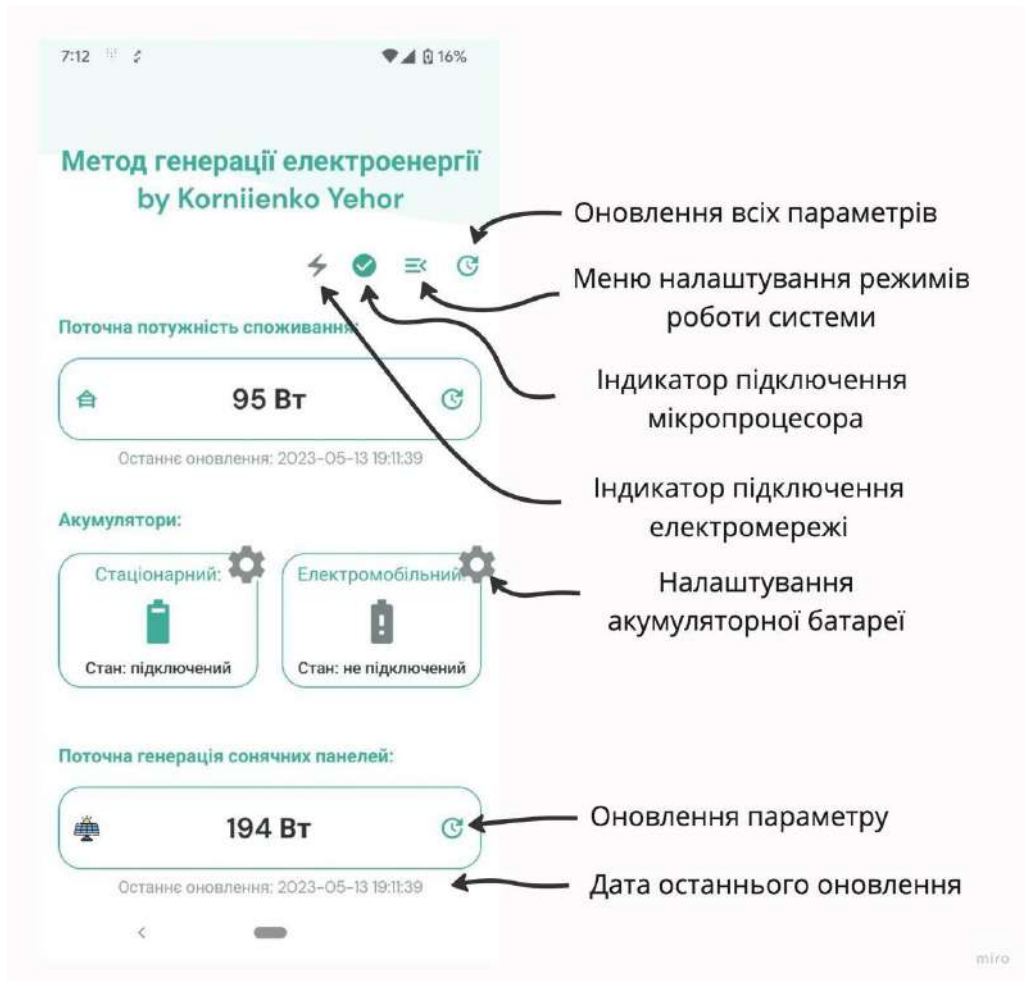 7:12
16%
Метод генерації електроенергії
by Korniienko Yehor
Оновлення всіх параметрів
Меню налаштування режимів
роботи системи
Поточна потужність споживання:
Індикатор підключення
мікропроцесора
95 Вт
Останнє оновлення: 2023-05-13 19:11:39
Індикатор підключення
електромережі
Акумулятори:
Стаціонарний:
Електромобільний:
Налаштування
акумуляторної батареї
Стан: підключений
Стан: не підключений
Поточна генерація сонячних панелей:
194 Вт
Оновлення параметру
Останнє оновлення: 2023-05-13 19:11:39
Дата останнього оновлення
miro